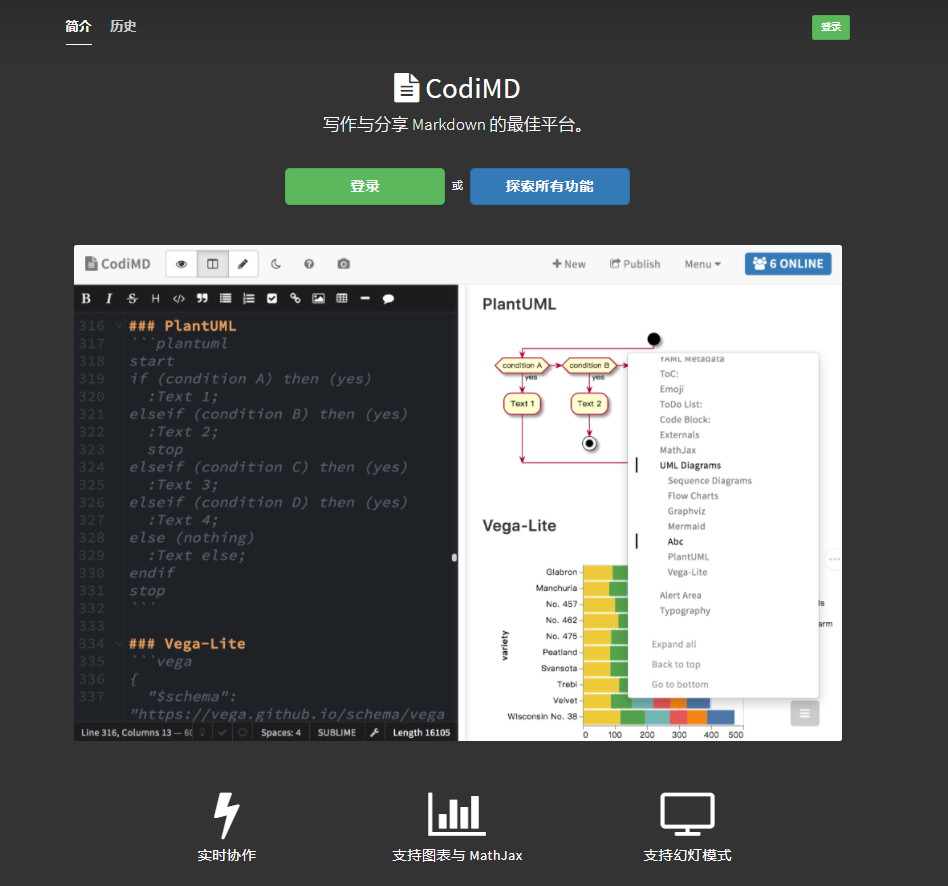 简介 历史 登录
CodiMD
写作与分享 Markdown 的最佳平台。
登录 或 探索所有功能
CodiMD + New Publish Menu 6 ONLINE
B I S H </>
316 ### PlantUML
317 ```plantuml
318 start
319 if (condition A) then (yes)
320 :Text 1;
321 elseif (condition B) then (yes)
322 :Text 2;
323 stop
324 elseif (condition C) then (yes)
325 :Text 3;
326 elseif (condition D) then (yes)
327 :Text 4;
328 else (nothing)
329 :Text else;
330 endif
331 stop
332 ```
333
334 ### Vega-Lite
335 ```vega
336 {
337 "$schema":
"https://vega.github.io/schema/vega
Line 316, Columns 13 — 60 Spaces: 4 SUBLIME Length 16105
PlantUML
condition A condition B
yes yes
Text 1 Text 2
Vega-Lite
variety
Glabron
Manchuria
No. 457
No. 462
No. 475
Peatland
Svansota
Trebi
Velvet
Wisconsin No. 38
0 100 200 300 400 500
YAML Metadata
ToC:
Emoji
ToDo List:
Code Block:
Externals
MathJax
UML Diagrams
Sequence Diagrams
Flow Charts
Graphviz
Mermaid
Abc
PlantUML
Vega-Lite
Alert Area
Typography
Expand all
Back to top
Go to bottom
实时协作
支持图表与 MathJax
支持幻灯模式